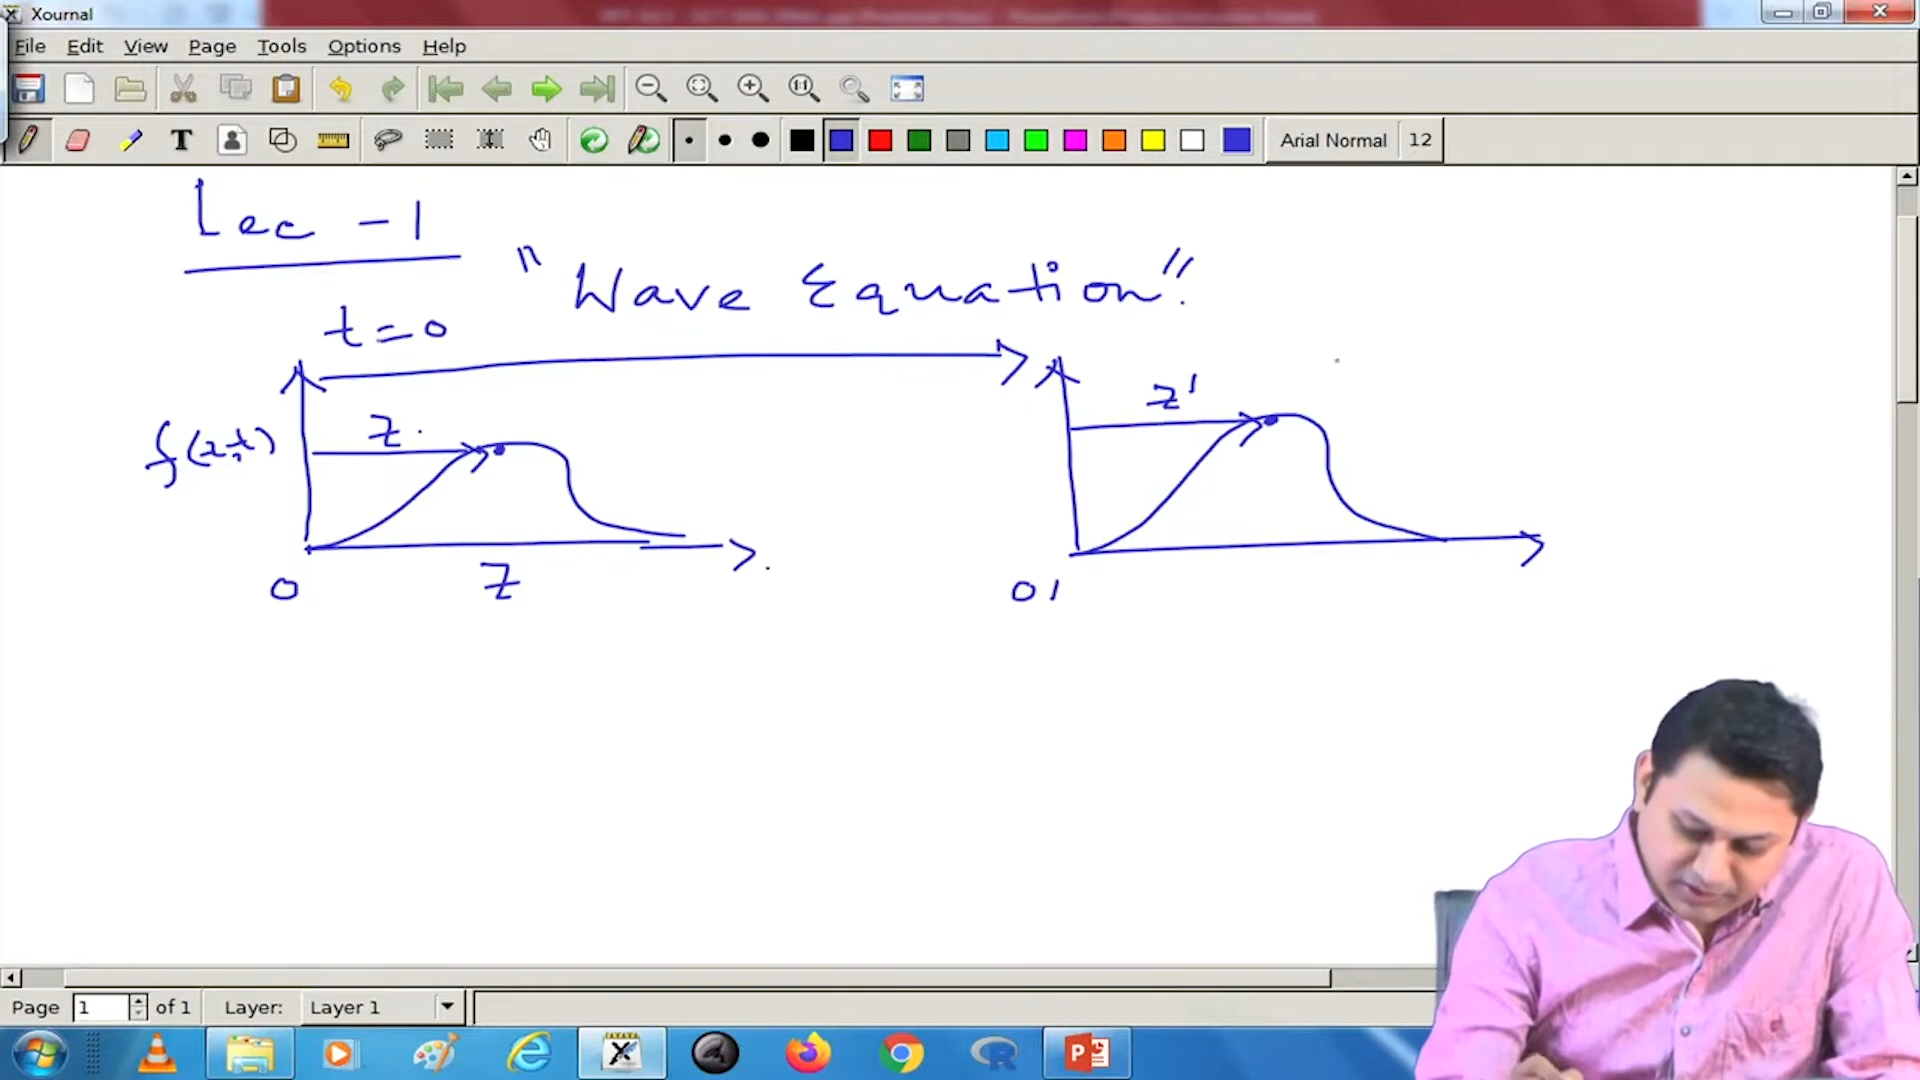 Xournal
File Edit View Page Tools Options Help
Arial Normal 12
Lec - 1
"Wave Equation".
t=0
f(z,t)
z
z'
0
z
0'
Page 1 of 1 Layer: Layer 1